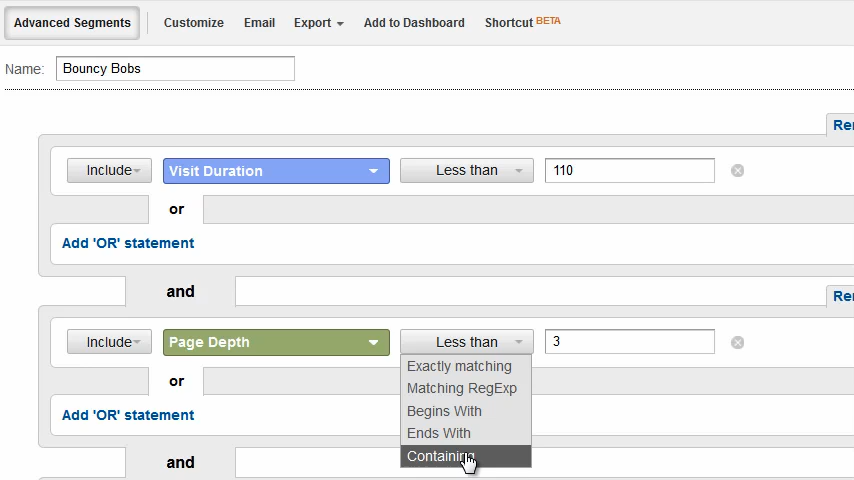 Advanced Segments Customize Email Export Add to Dashboard Shortcut BETA
Name: Bouncy Bobs
Include Visit Duration Less than 110
or
Add 'OR' statement
and
Include Page Depth Less than 3
Exactly matching
Matching RegExp
or
Begins With
Add 'OR' statement
Ends With
Containing
and